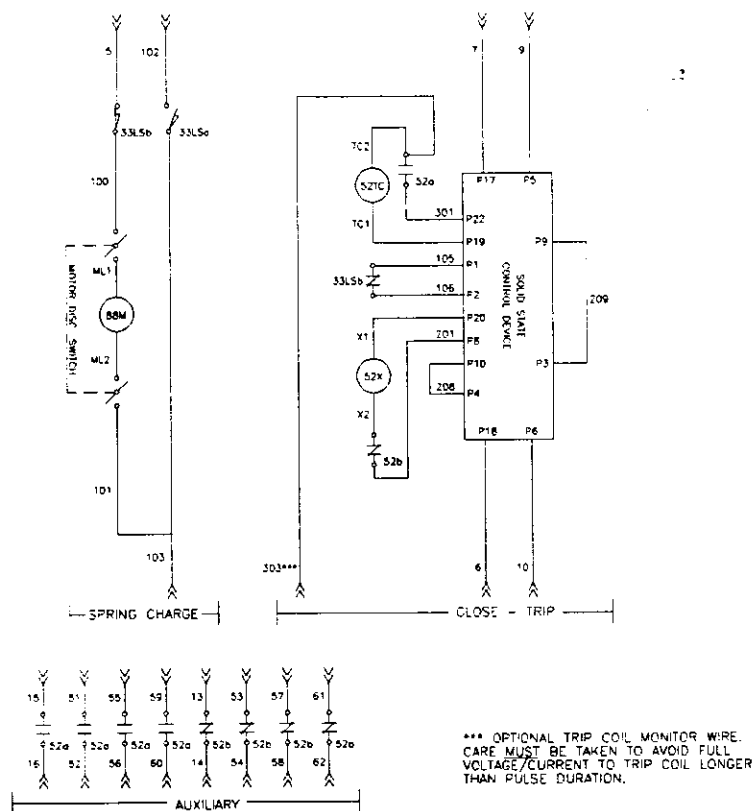 5 102 7 9
33LSb 33LSa
TC2
100
52TC 52a P17 P5
301 P22
TC1 P19 P9
MOTOR DISC SWITCH
ML1
105 P1
33LSb
SOLID STATE
CONTROL DEVICE
106 P2 209
88M
P20
X1 201
P10
P3
ML2
52X
208 P4
X2
P6
52b
101
103 303*** 6 10
SPRING CHARGE CLOSE - TRIP
15 51 55 59 13 53 57 61
52a 52a 52a 52a 52b 52b 52b 52b
16 52 56 60 14 54 58 62
AUXILIARY
*** OPTIONAL TRIP COIL MONITOR WIRE.
CARE MUST BE TAKEN TO AVOID FULL
VOLTAGE/CURRENT TO TRIP COIL LONGER
THAN PULSE DURATION.